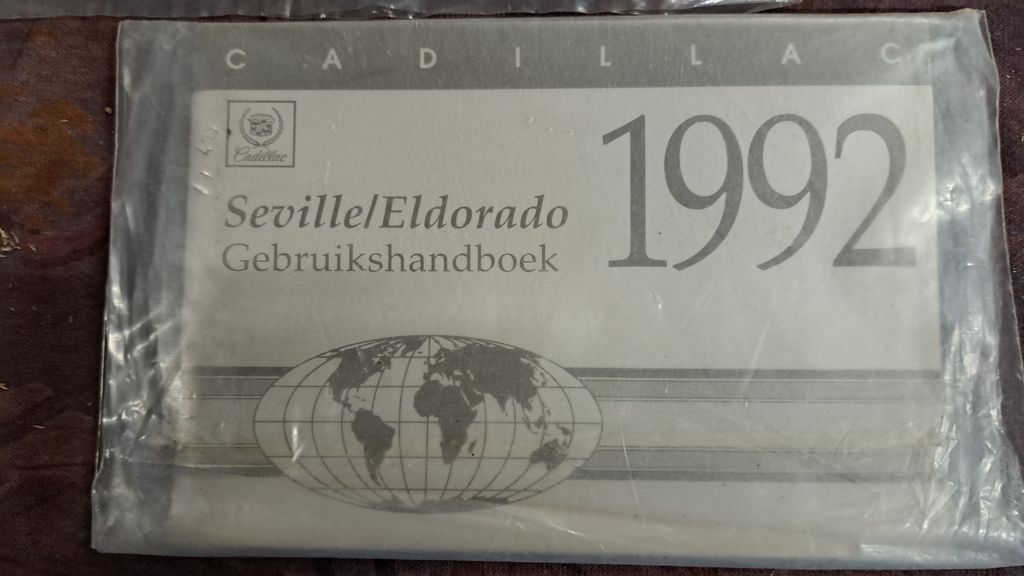 CADILLAC
Cadillac
1992
Seville/Eldorado
Gebruikshandboek